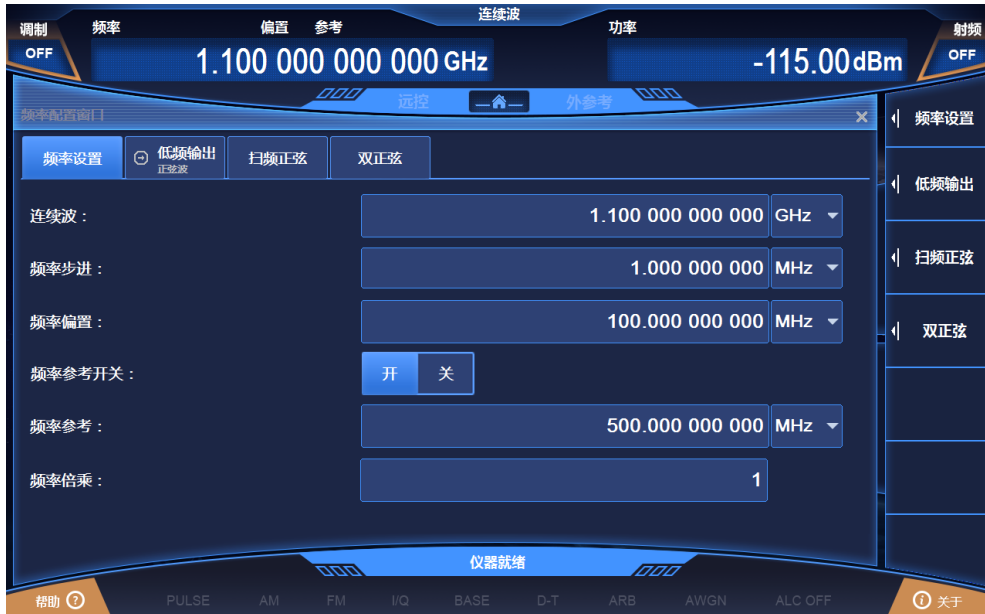 调制 频率 偏置 参考 连续波 功率 射频
OFF 1.100 000 000 000 GHz -115.00 dBm OFF
远控 外参考
频率配置窗口
频率设置 低频输出 扫频正弦 双正弦
正弦波
连续波：
1.100 000 000 000 GHz
频率步进：
1.000 000 000 MHz
频率偏置：
100.000 000 000 MHz
频率参考开关：
开 关
频率参考：
500.000 000 000 MHz
频率倍乘：
1
频率设置
低频输出
扫频正弦
双正弦
仪器就绪
帮助 PULSE AM FM I/Q BASE D-T ARB AWGN ALC OFF 关于